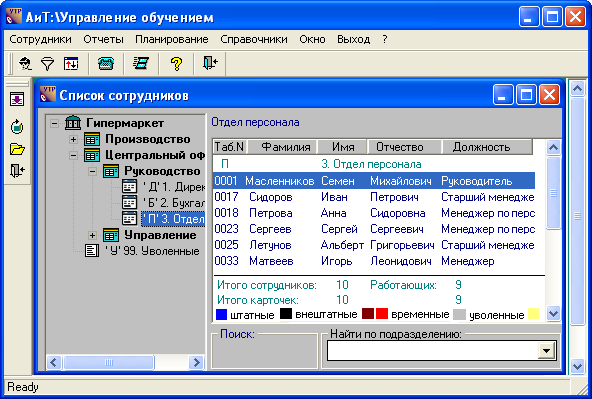 АиТ:\Управление обучением
Сотрудники Отчеты Планирование Справочники Окно Выход ?
УТР Список сотрудников
Гипермаркет
Производство
Центральный оф
Руководство
'Д' 1. Дирек
'Б' 2. Бухгал
'П' 3. Отдел
Управление
'У' 99. Уволенные
Отдел персонала
Таб.N Фамилия Имя Отчество Должность
П 3. Отдел персонала
0001 Масленников Семен Михайлович Руководитель
0017 Сидоров Иван Петрович Старший менедже
0018 Петрова Анна Сидоровна Менеджер по перс
0023 Сергеев Сергей Сергеевич Менеджер по перс
0025 Летунов Альберт Григорьевич Старший менедже
0033 Матвеев Игорь Леонидович Менеджер
Итого сотрудников: 10 Работающих: 9
Итого карточек: 10 9
штатные внештатные временные уволенные
Поиск: Найти по подразделению:
Ready